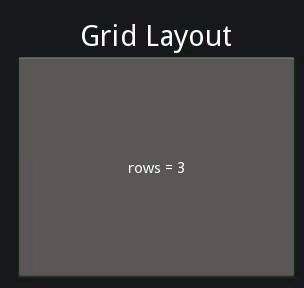 Grid Layout
rows = 3